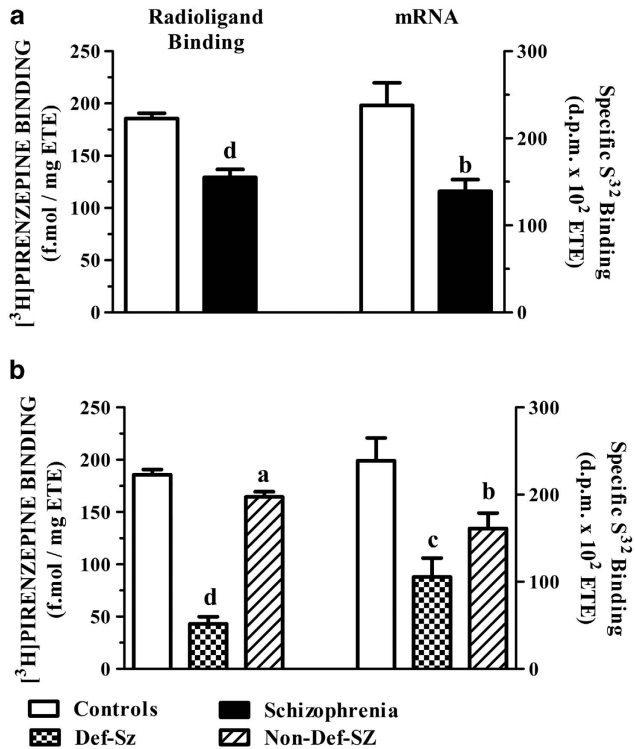 a
Radioligand
Binding
mRNA
[³H]PIRENZEPINE BINDING
(f.mol / mg ETE)
250
200
150
100
50
0
d
b
300
200
100
0
Specific S³² Binding
(d.p.m. x 10² ETE)
b
[³H]PIRENZEPINE BINDING
(f.mol / mg ETE)
250
200
150
100
50
0
d
a
c
b
300
200
100
0
Specific S³² Binding
(d.p.m. x 10² ETE)
Controls
Schizophrenia
Def-Sz
Non-Def-SZ